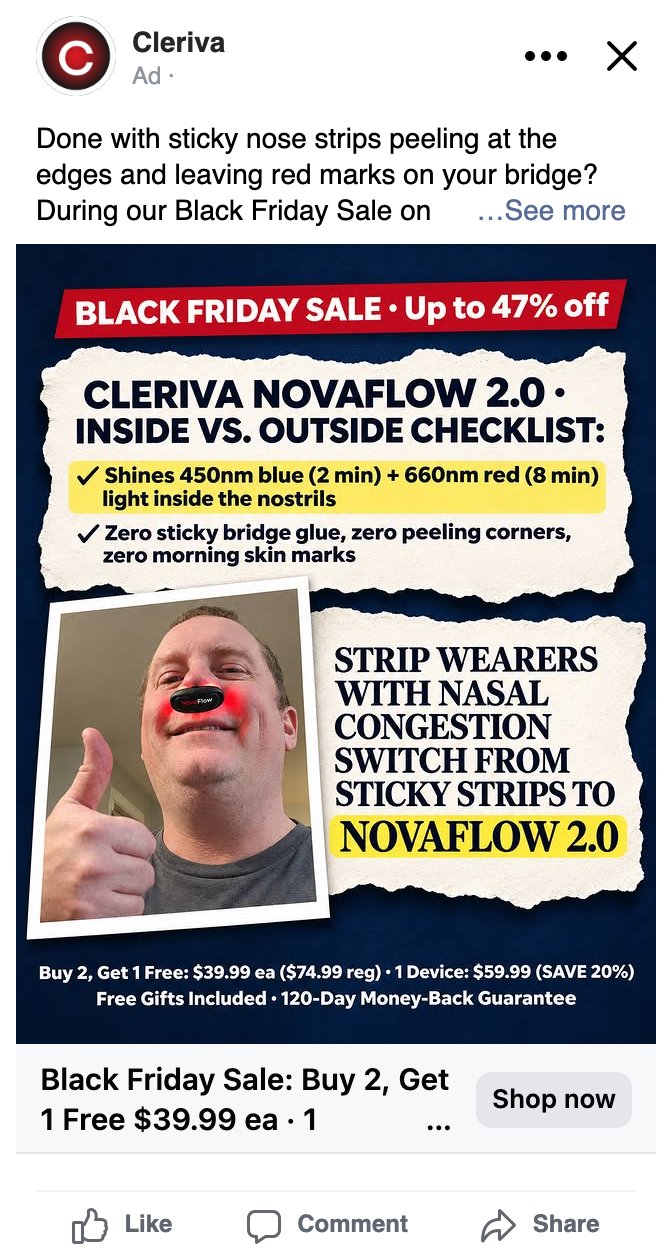 C
Cleriva
Ad ·
Done with sticky nose strips peeling at the
edges and leaving red marks on your bridge?
During our Black Friday Sale on ...See more
BLACK FRIDAY SALE • Up to 47% off
CLERIVA NOVAFLOW 2.0 •
INSIDE VS. OUTSIDE CHECKLIST:
✓ Shines 450nm blue (2 min) + 660nm red (8 min)
light inside the nostrils
✓ Zero sticky bridge glue, zero peeling corners,
zero morning skin marks
NovaFlow
STRIP WEARERS
WITH NASAL
CONGESTION
SWITCH FROM
STICKY STRIPS TO
NOVAFLOW 2.0
Buy 2, Get 1 Free: $39.99 ea ($74.99 reg) • 1 Device: $59.99 (SAVE 20%)
Free Gifts Included • 120-Day Money-Back Guarantee
Black Friday Sale: Buy 2, Get
1 Free $39.99 ea · 1 ...
Shop now
Like Comment Share